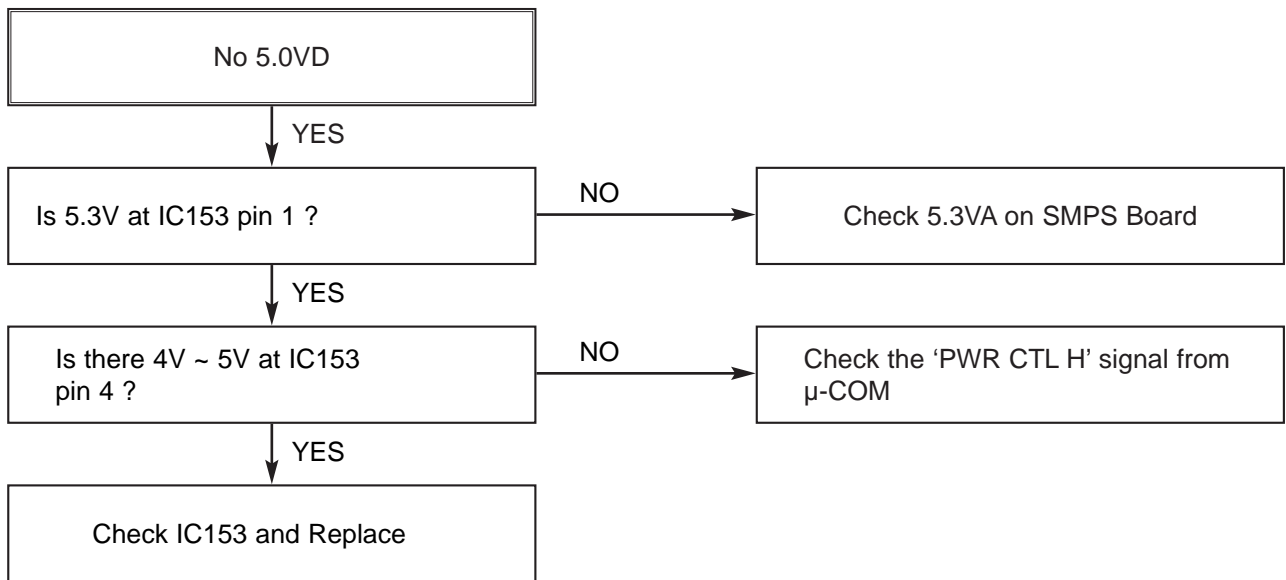 No 5.0VD
YES
Is 5.3V at IC153 pin 1 ?
NO
Check 5.3VA on SMPS Board
YES
Is there 4V ~ 5V at IC153
pin 4 ?
NO
Check the ‘PWR CTL H’ signal from
µ-COM
YES
Check IC153 and Replace